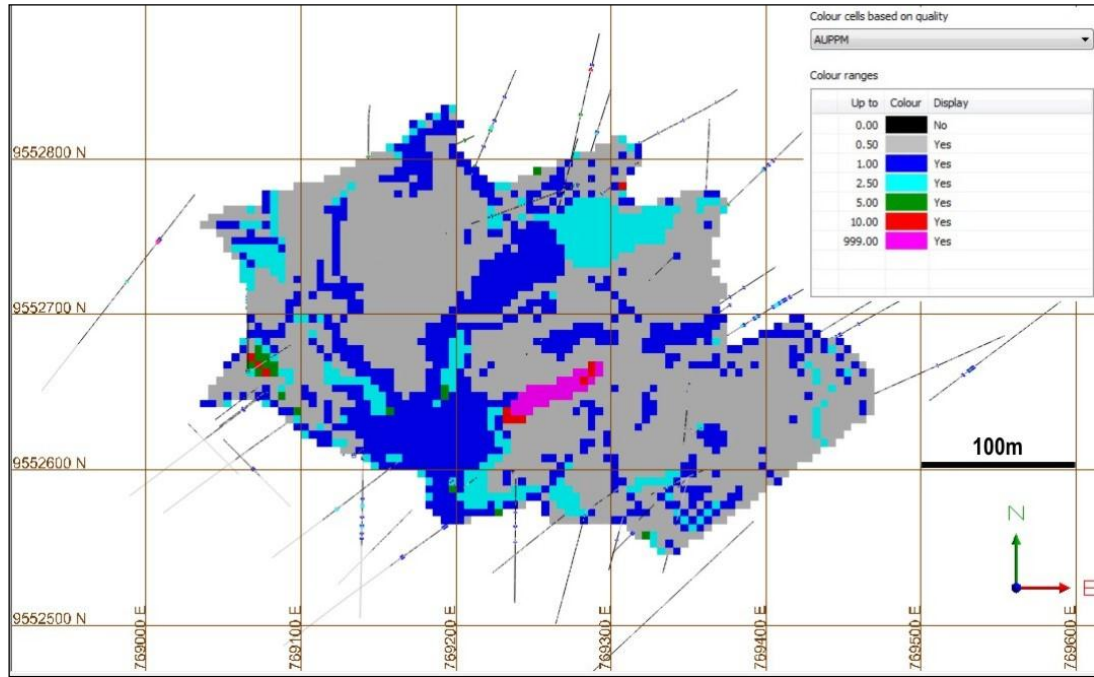 Colour cells based on quality
AUPPM
Colour ranges
Up to Colour Display
0.00 No
0.50 Yes
1.00 Yes
2.50 Yes
5.00 Yes
10.00 Yes
999.00 Yes
9552800 N
9552700 N
9552600 N
9552500 N
100m
N
E
769000 E
769100 E
769200 E
769300 E
769400 E
769500 E
769600 E